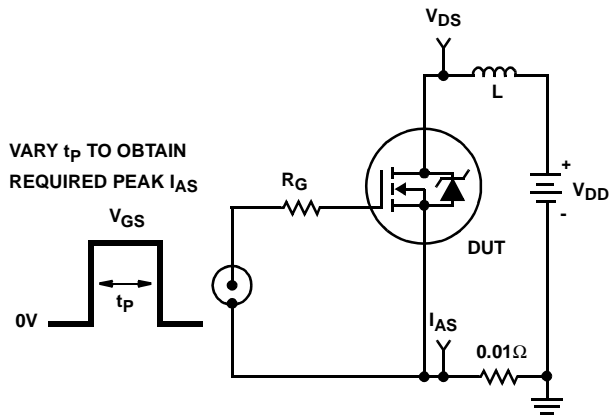 V_DS
L
VARY t_P TO OBTAIN
REQUIRED PEAK I_AS
R_G
+
V_DD
-
V_GS
DUT
t_P
0V
I_AS
0.01Ω